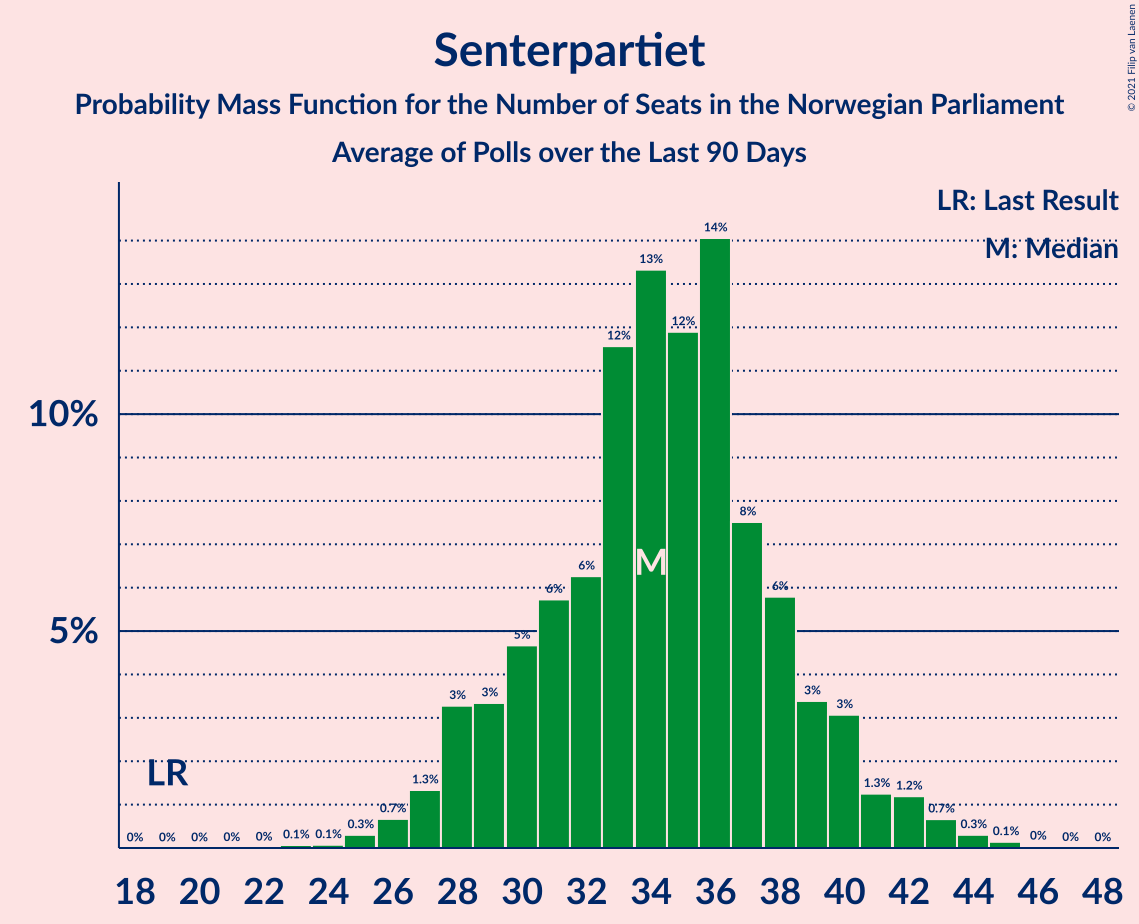 Senterpartiet
Probability Mass Function for the Number of Seats in the Norwegian Parliament
Average of Polls over the Last 90 Days
© 2021 Filip van Laenen
LR: Last Result
M: Median
10%
5%
LR
M
0% 0% 0% 0% 0% 0.1% 0.1% 0.3% 0.7% 1.3% 3% 3% 5% 6% 6% 12% 13% 12% 14% 8% 6% 3% 3% 1.3% 1.2% 0.7% 0.3% 0.1% 0% 0% 0%
18 20 22 24 26 28 30 32 34 36 38 40 42 44 46 48